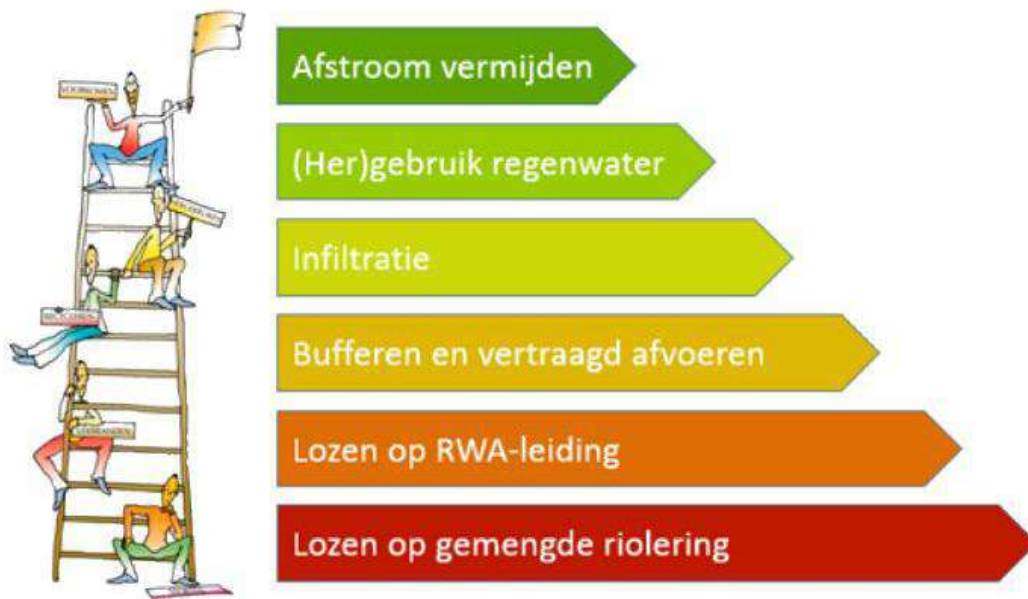 Afstroom vermijden
(Her)gebruik regenwater
Infiltratie
Bufferen en vertraagd afvoeren
Lozen op RWA-leiding
Lozen op gemengde riolering